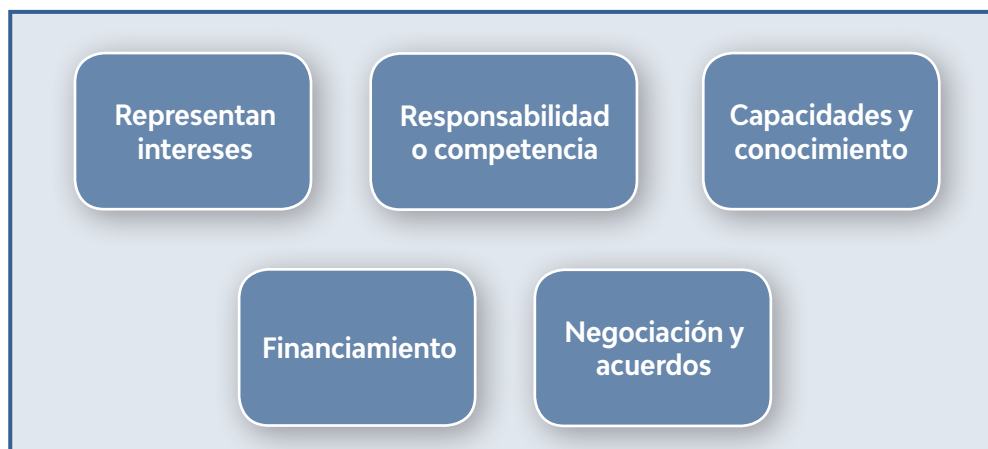 Representan
intereses
Responsabilidad
o competencia
Capacidades y
conocimiento
Financiamiento
Negociación y
acuerdos